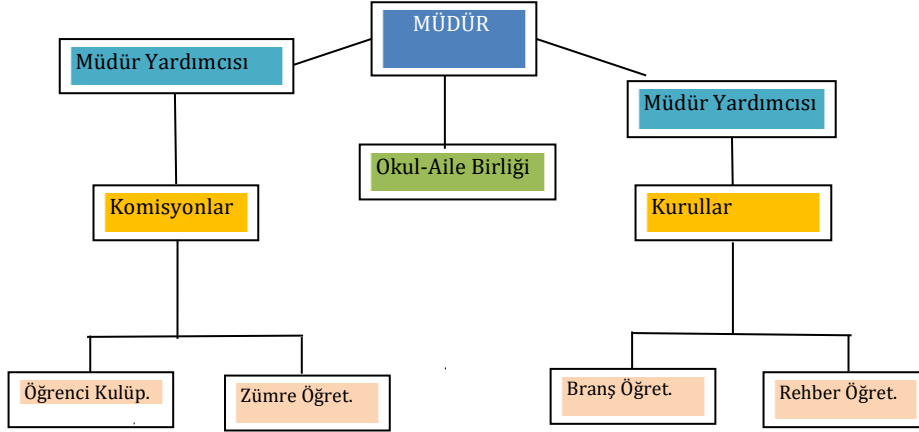 MÜDÜR
Müdür Yardımcısı
Müdür Yardımcısı
Okul-Aile Birliği
Komisyonlar
Kurullar
Öğrenci Kulüp.
Zümre Öğret.
Branş Öğret.
Rehber Öğret.